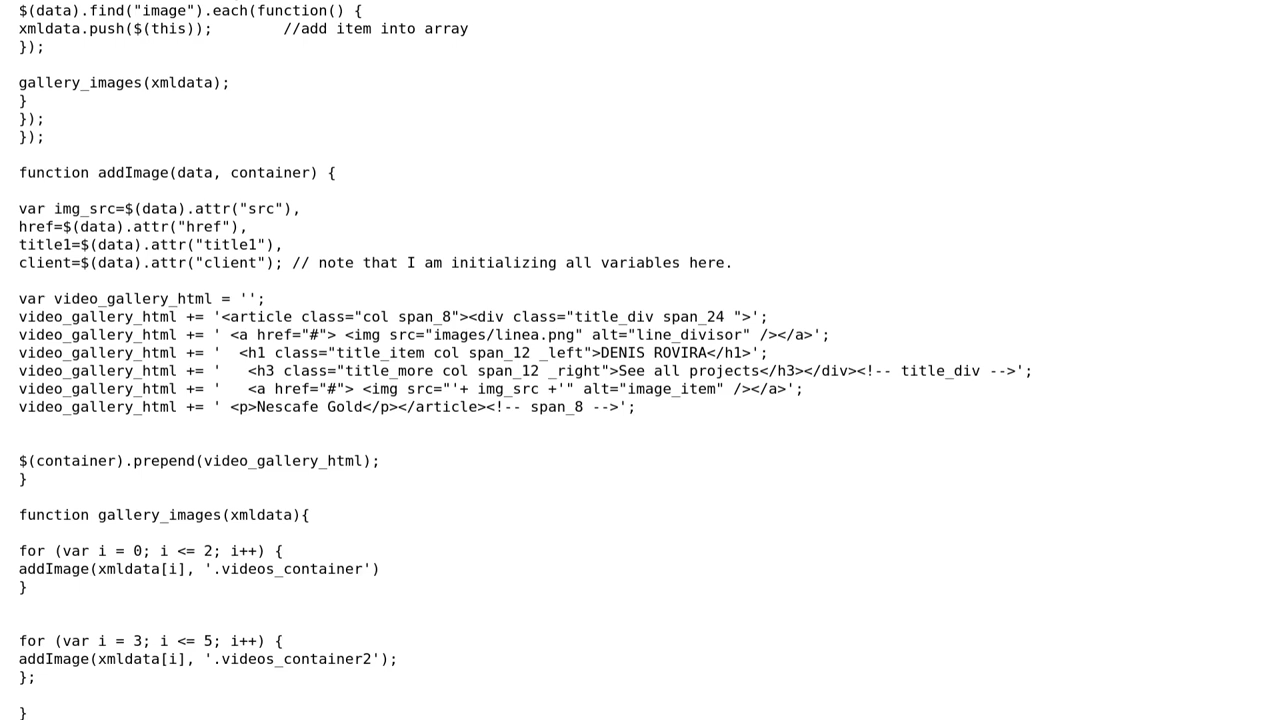 $(data).find("image").each(function() {
xmldata.push($(this));        //add item into array
});
gallery_images(xmldata);
}
});
});
function addImage(data, container) {
var img_src=$(data).attr("src"),
href=$(data).attr("href"),
title1=$(data).attr("title1"),
client=$(data).attr("client"); // note that I am initializing all variables here.
var video_gallery_html = '';
video_gallery_html += '<article class="col span_8"><div class="title_div span_24 ">';
video_gallery_html += ' <a href="#"> <img src="images/linea.png" alt="line_divisor" /></a>';
video_gallery_html += '  <h1 class="title_item col span_12 _left">DENIS ROVIRA</h1>';
video_gallery_html += '   <h3 class="title_more col span_12 _right">See all projects</h3></div><!-- title_div -->';
video_gallery_html += '   <a href="#"> <img src="'+ img_src +'" alt="image_item" /></a>';
video_gallery_html += ' <p>Nescafe Gold</p></article><!-- span_8 -->';
$(container).prepend(video_gallery_html);
}
function gallery_images(xmldata){
for (var i = 0; i <= 2; i++) {
addImage(xmldata[i], '.videos_container')
}
for (var i = 3; i <= 5; i++) {
addImage(xmldata[i], '.videos_container2');
};
}